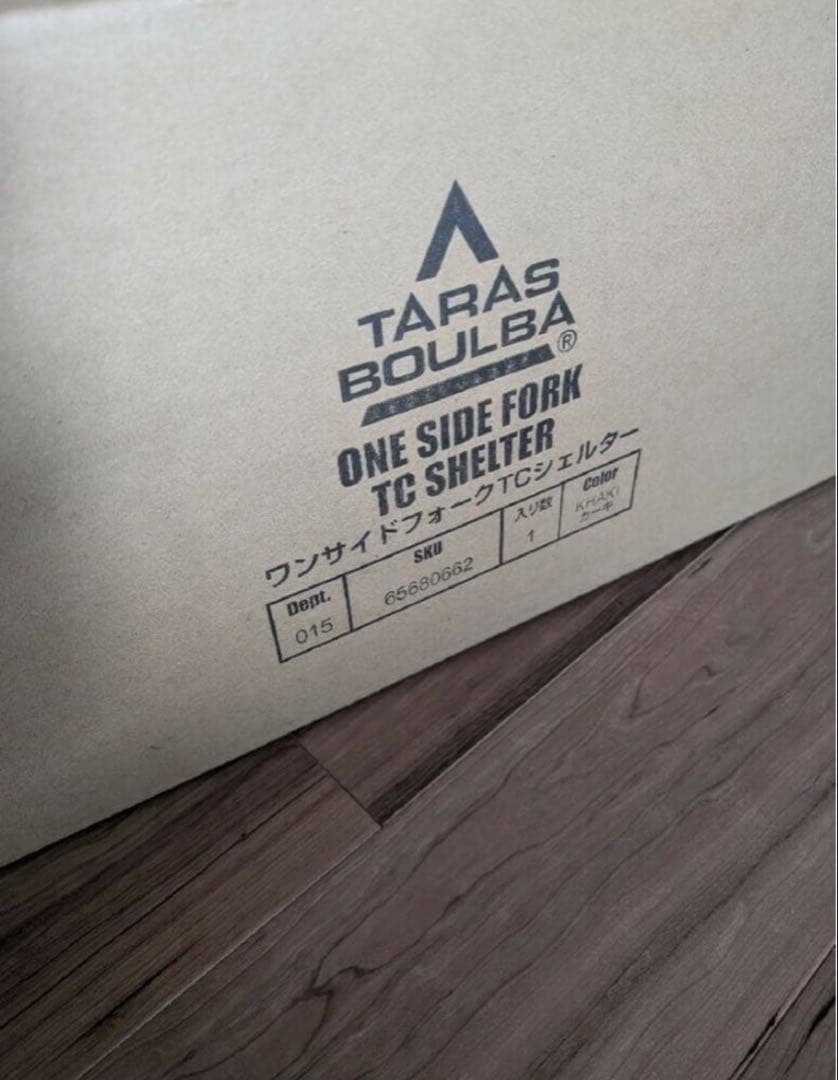 TARAS
BOULBA®
ONE SIDE FORK
TC SHELTER
ワンサイドフォークTCシェルター
Dept. SKU 入り数 Color
015 65680662 1 KHAKI
カーキ